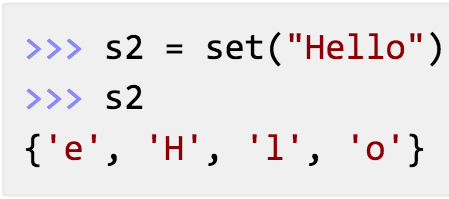 >>> s2 = set("Hello")
>>> s2
{'e', 'H', 'l', 'o'}